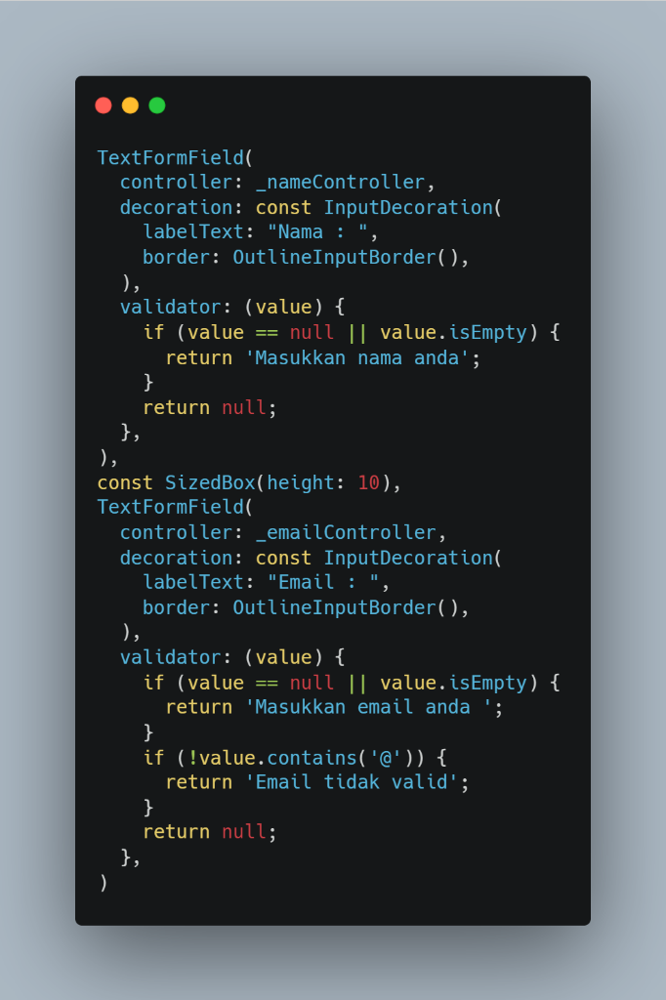 TextFormField(
  controller: _nameController,
  decoration: const InputDecoration(
    labelText: "Nama : ",
    border: OutlineInputBorder(),
  ),
  validator: (value) {
    if (value == null || value.isEmpty) {
      return 'Masukkan nama anda';
    }
    return null;
  },
),
const SizedBox(height: 10),
TextFormField(
  controller: _emailController,
  decoration: const InputDecoration(
    labelText: "Email : ",
    border: OutlineInputBorder(),
  ),
  validator: (value) {
    if (value == null || value.isEmpty) {
      return 'Masukkan email anda ';
    }
    if (!value.contains('@')) {
      return 'Email tidak valid';
    }
    return null;
  },
)